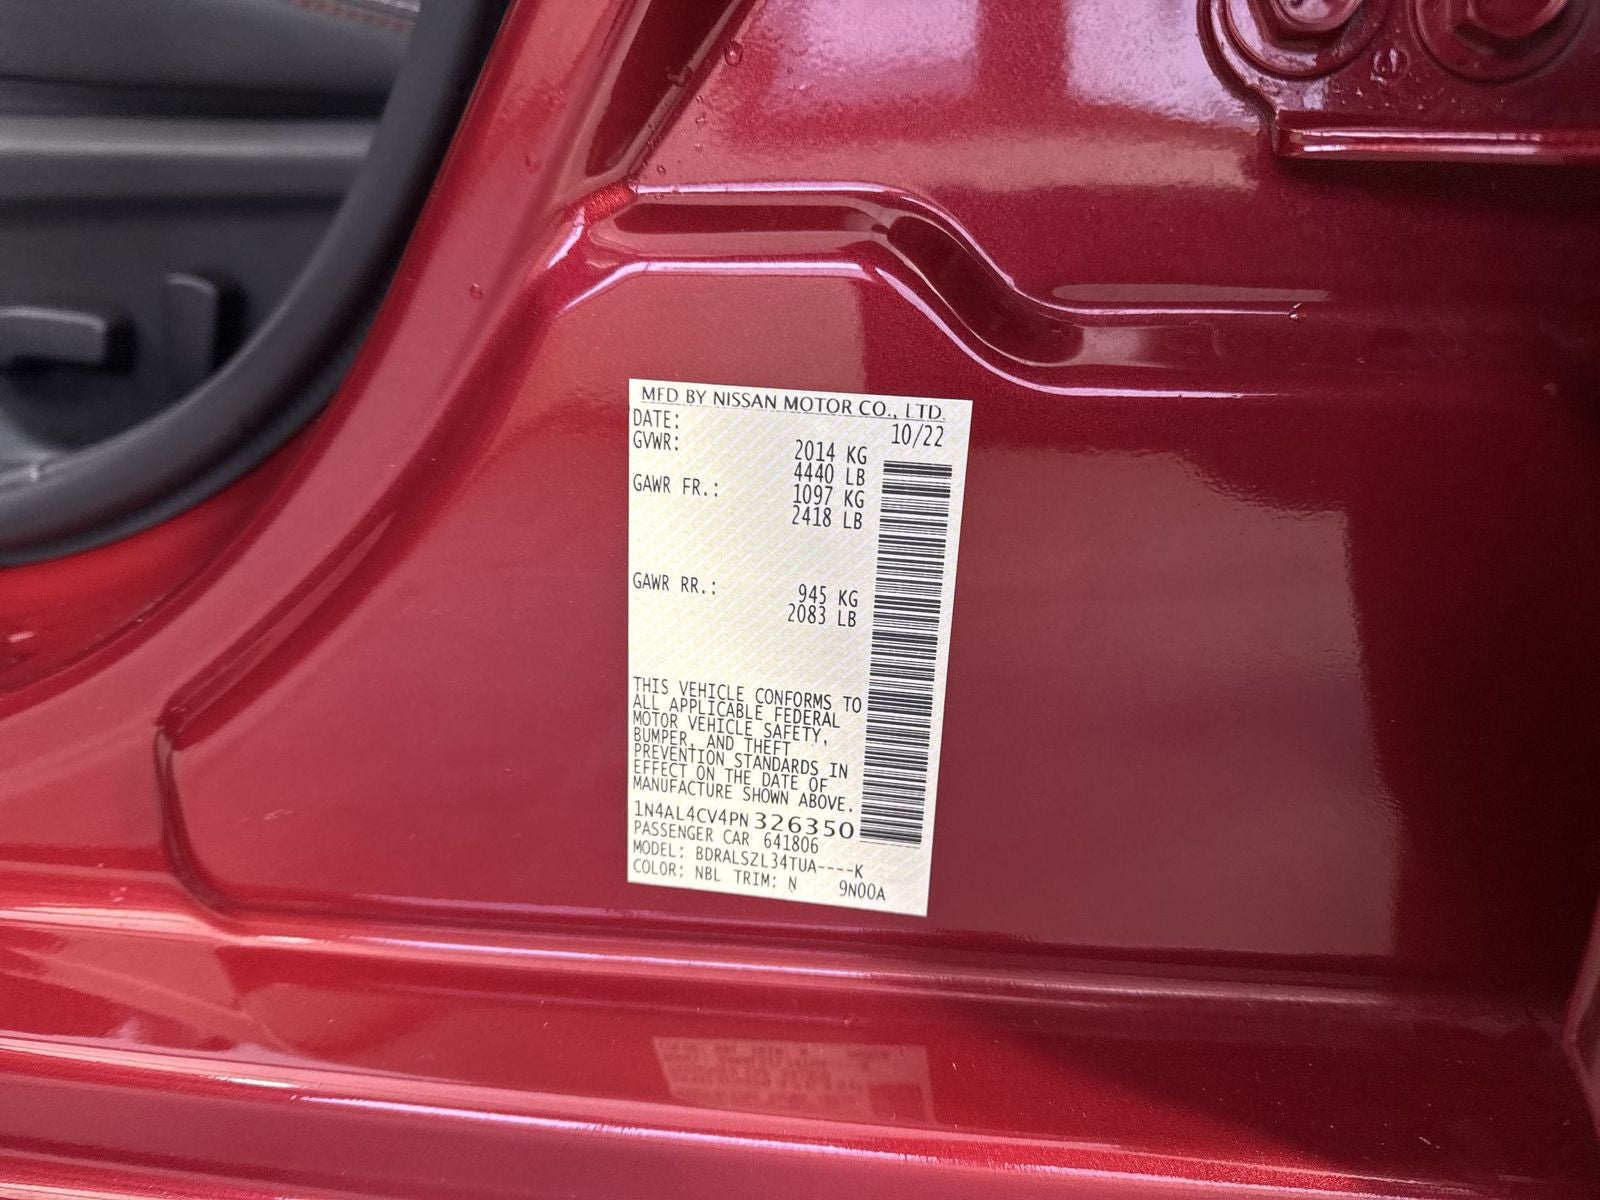 MFD BY NISSAN MOTOR CO., LTD.
DATE: 10/22
GVWR: 2014 KG
4440 LB
GAWR FR.: 1097 KG
2418 LB
GAWR RR.: 945 KG
2083 LB
THIS VEHICLE CONFORMS TO
ALL APPLICABLE FEDERAL
MOTOR VEHICLE SAFETY,
BUMPER, AND THEFT
PREVENTION STANDARDS IN
EFFECT ON THE DATE OF
MANUFACTURE SHOWN ABOVE.
1N4AL4CV4PN326350
PASSENGER CAR 641806
MODEL: BDRALSZL34TUA----K
COLOR: NBL TRIM: N 9N00A